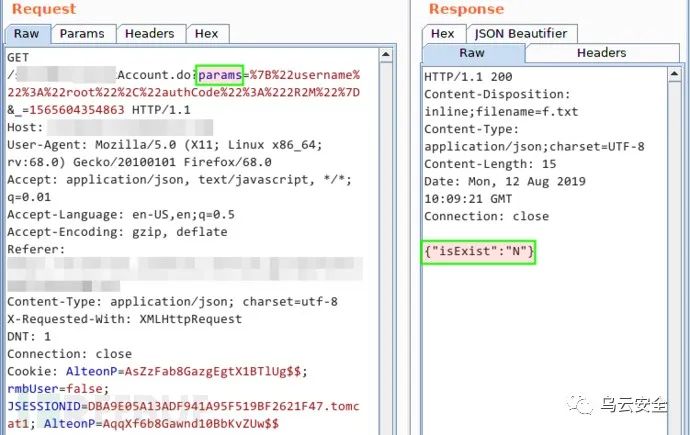 Request
Raw Params Headers Hex
GET
/s Account.do?params=%7B%22username%
22%3A%22root%22%2C%22authCode%22%3A%222R2M%22%7D
&_=1565604354863 HTTP/1.1
Host:
User-Agent: Mozilla/5.0 (X11; Linux x86_64;
rv:68.0) Gecko/20100101 Firefox/68.0
Accept: application/json, text/javascript, */*;
q=0.01
Accept-Language: en-US,en;q=0.5
Accept-Encoding: gzip, deflate
Referer:
Content-Type: application/json; charset=utf-8
X-Requested-With: XMLHttpRequest
DNT: 1
Connection: close
Cookie: AlteonP=AsZzFab8GazgEgtX1BTlUg$$;
rmbUser=false;
JSESSIONID=DBA9E05A13ADF941A95F519BF2621F47.tomc
at1; AlteonP=AqqXf6b8Gawnd10BbKvZUw$$
Response
Hex JSON Beautifier
Raw Headers
HTTP/1.1 200
Content-Disposition:
inline;filename=f.txt
Content-Type:
application/json;charset=UTF-8
Content-Length: 15
Date: Mon, 12 Aug 2019
10:09:21 GMT
Connection: close
{"isExist":"N"}
乌云安全